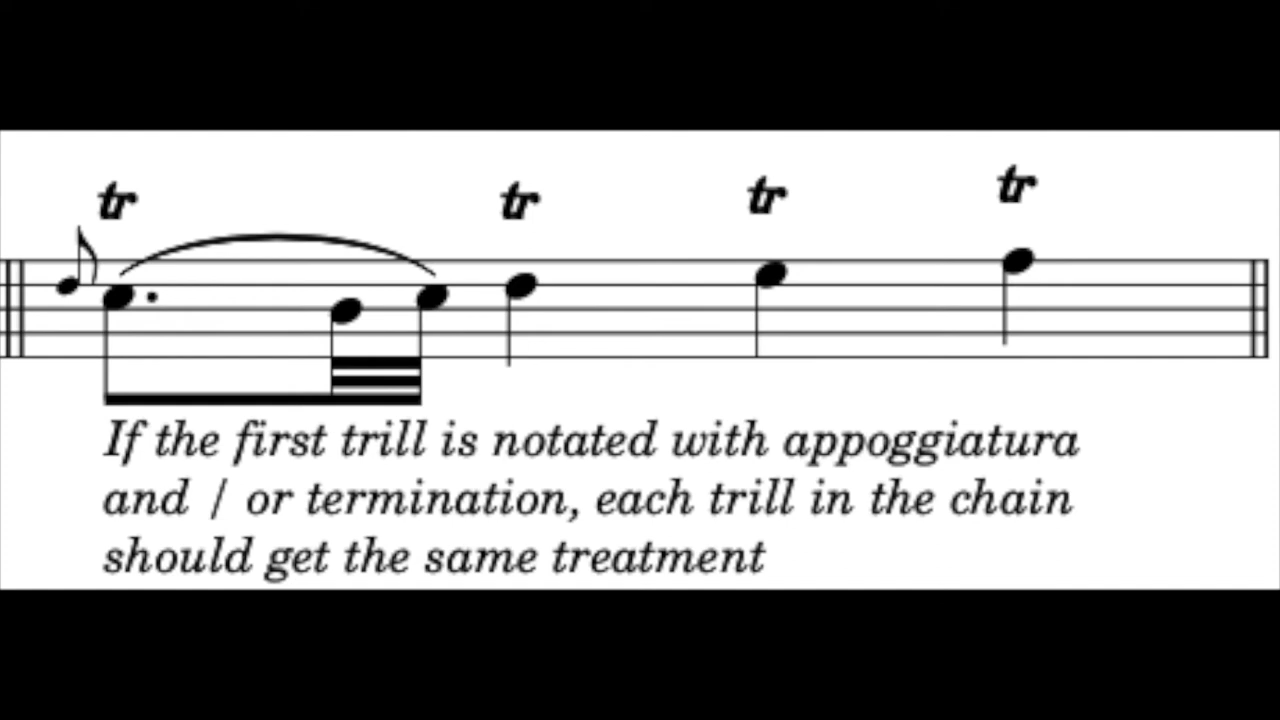 tr tr tr tr
If the first trill is notated with appoggiatura
and / or termination, each trill in the chain
should get the same treatment